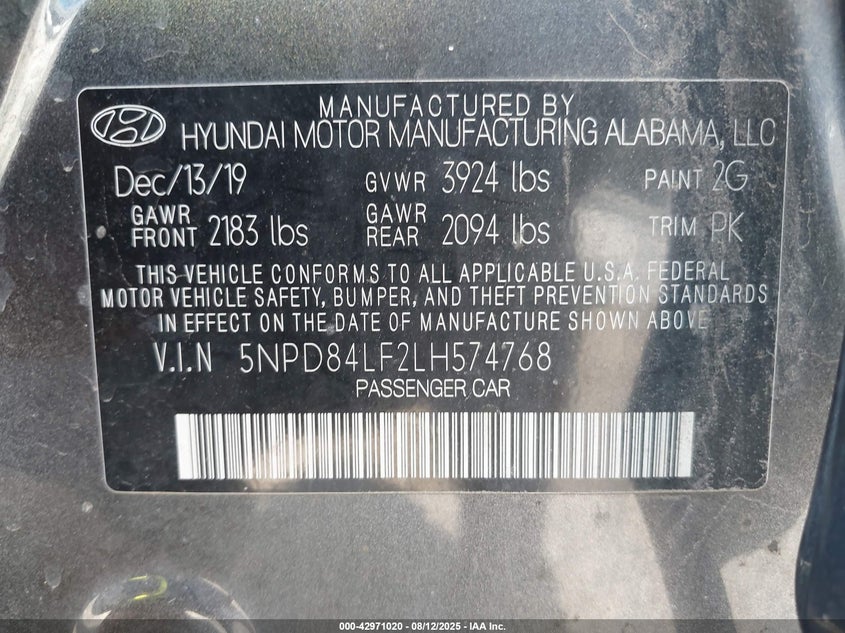 MANUFACTURED BY
HYUNDAI MOTOR MANUFACTURING ALABAMA, LLC
Dec/13/19 GVWR 3924 lbs PAINT 2G
GAWR FRONT 2183 lbs GAWR REAR 2094 lbs TRIM PK
THIS VEHICLE CONFORMS TO ALL APPLICABLE U.S.A. FEDERAL
MOTOR VEHICLE SAFETY, BUMPER, AND THEFT PREVENTION STANDARDS
IN EFFECT ON THE DATE OF MANUFACTURE SHOWN ABOVE
V.I.N 5NPD84LF2LH574768
PASSENGER CAR
000-42971020 - 08/12/2025 - IAA Inc.